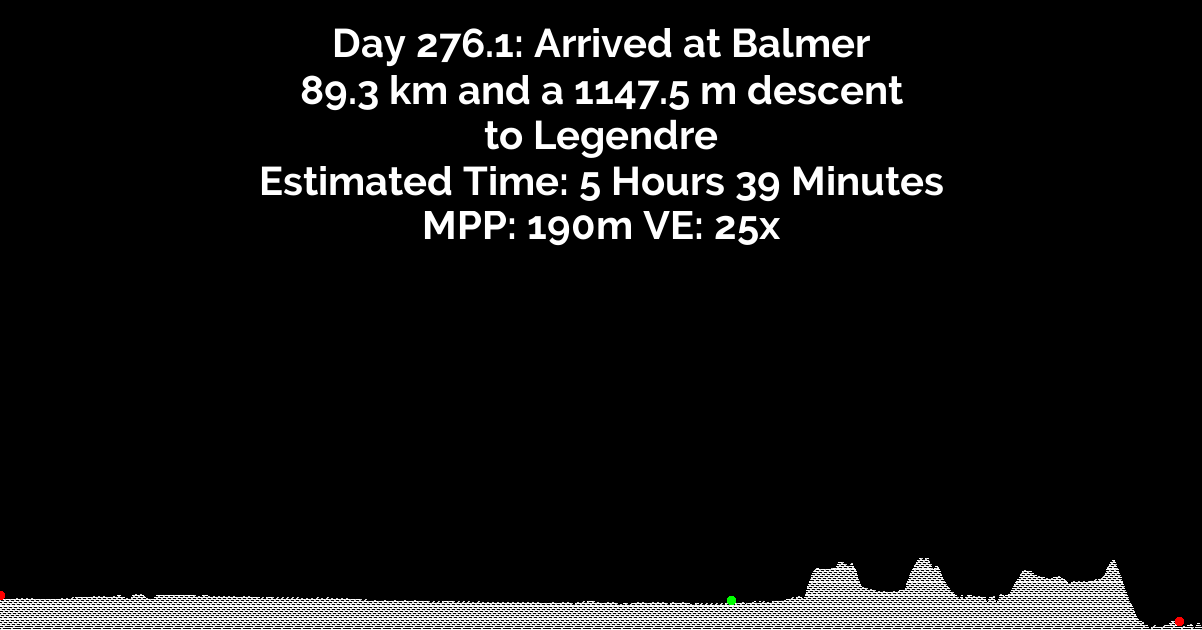 Day 276.1: Arrived at Balmer
89.3 km and a 1147.5 m descent
to Legendre
Estimated Time: 5 Hours 39 Minutes
MPP: 190m VE: 25x